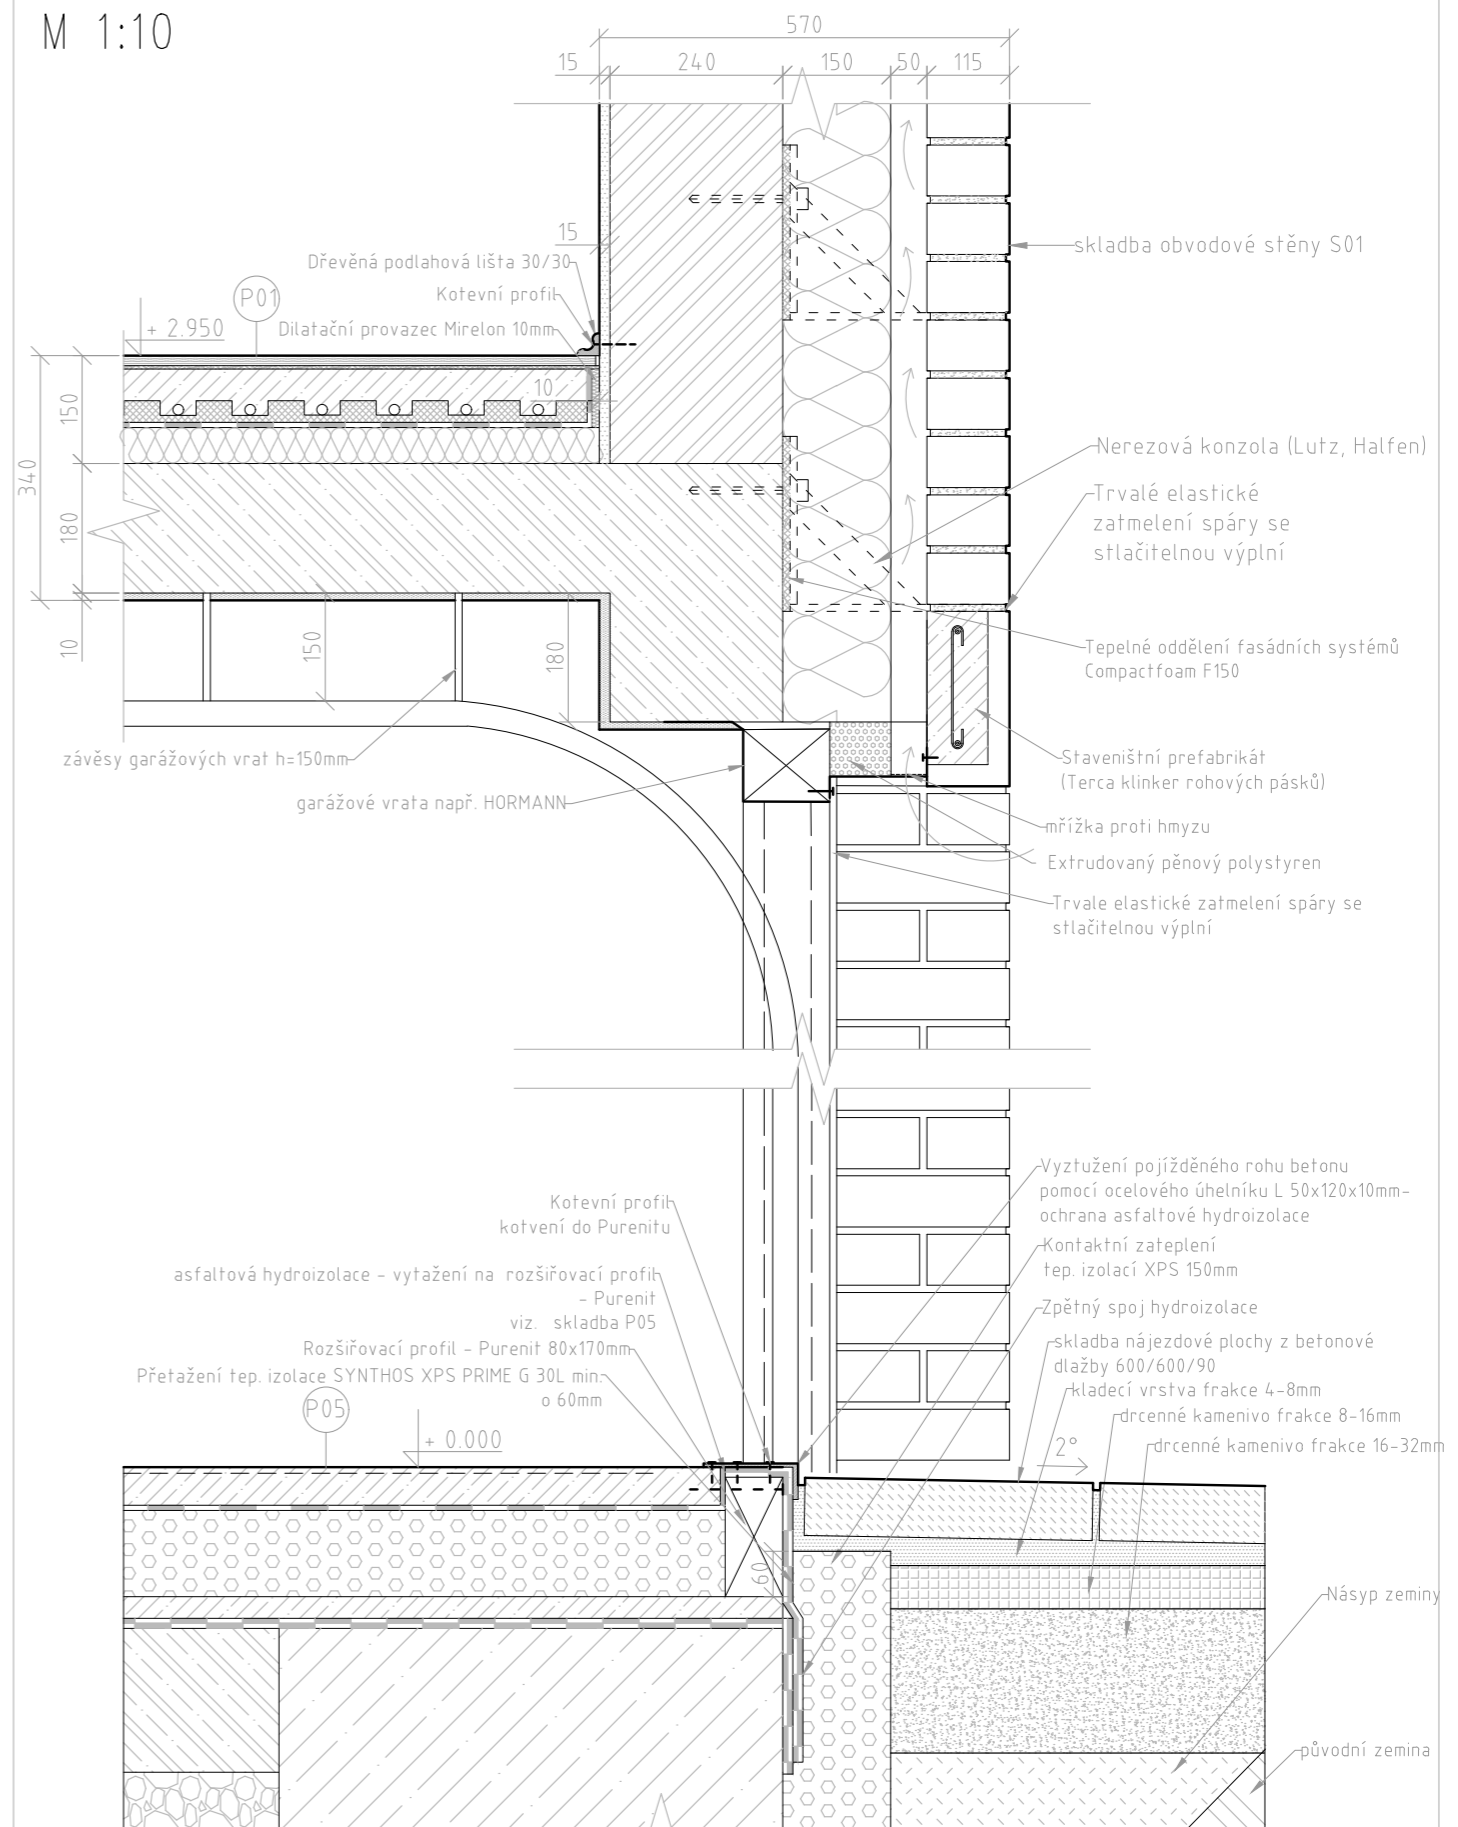 M 1:10
570
15
240
150
50
115
15
skladba obvodové stěny S01
Dřevěná podlahová lišta 30/30
Kotevní profil
P01
+ 2.950
Dilatační provazec Mirelon 10mm
10
150
340
180
10
Nerezová konzola (Lutz, Halfen)
Trvalé elastické
zatmelení spáry se
stlačitelnou výplní
150
180
Tepelné oddělení fasádních systémů
Compactfoam F150
závěsy garážových vrat h=150mm
garážové vrata např. HORMANN
Staveništní prefabrikát
(Terca klinker rohových pásků)
mřížka proti hmyzu
Extrudovaný pěnový polystyren
Trvale elastické zatmelení spáry se
stlačitelnou výplní
Vyztužení pojížděného rohu betonu
pomocí ocelového úhelníku L 50x120x10mm-
ochrana asfaltové hydroizolace
Kotevní profil
kotvení do Purenitu
Kontaktní zateplení
tep. izolací XPS 150mm
asfaltová hydroizolace - vytažení na rozšiřovací profil
- Purenit
viz. skladba P05
Zpětný spoj hydroizolace
Rozšiřovací profil - Purenit 80x170mm
skladba nájezdové plochy z betonové
dlažby 600/600/90
Přetažení tep. izolace SYNTHOS XPS PRIME G 30L min.
o 60mm
kladecí vrstva frakce 4-8mm
P05
drcenné kamenivo frakce 8-16mm
+ 0.000
2°
drcenné kamenivo frakce 16-32mm
60
Násyp zeminy
původní zemina